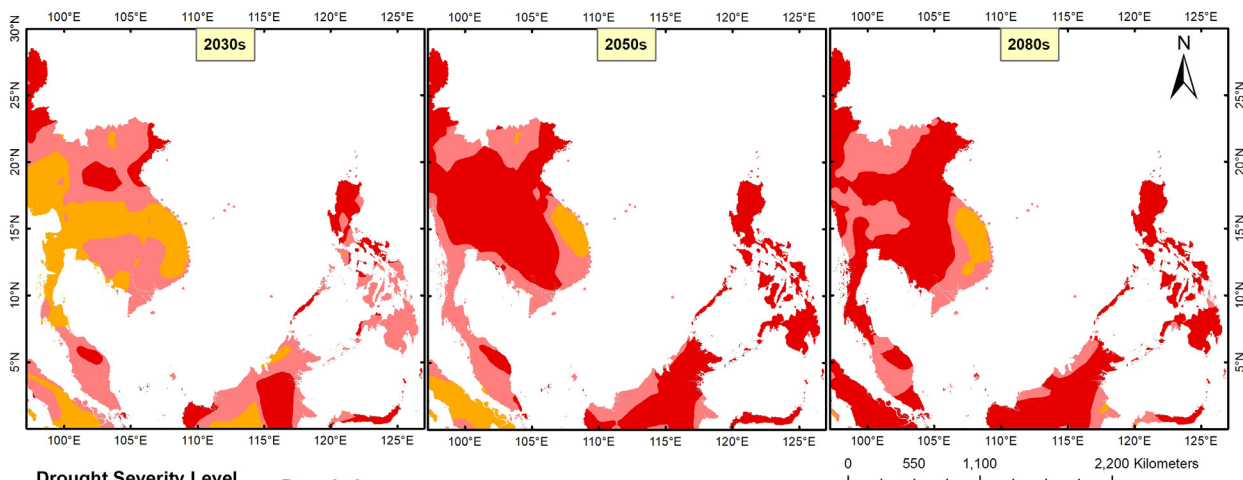 100°E 105°E 110°E 115°E 120°E 125°E 100°E 105°E 110°E 115°E 120°E 125°E 100°E 105°E 110°E 115°E 120°E 125°E
2030s 2050s 2080s
N
30°N
25°N 25°N
20°N 20°N
15°N 15°N
10°N 10°N
5°N 5°N
100°E 105°E 110°E 115°E 120°E 125°E 100°E 105°E 110°E 115°E 120°E 125°E 100°E 105°E 110°E 115°E 120°E 125°E
0 550 1,100 2,200 Kilometers
Drought Severity Level